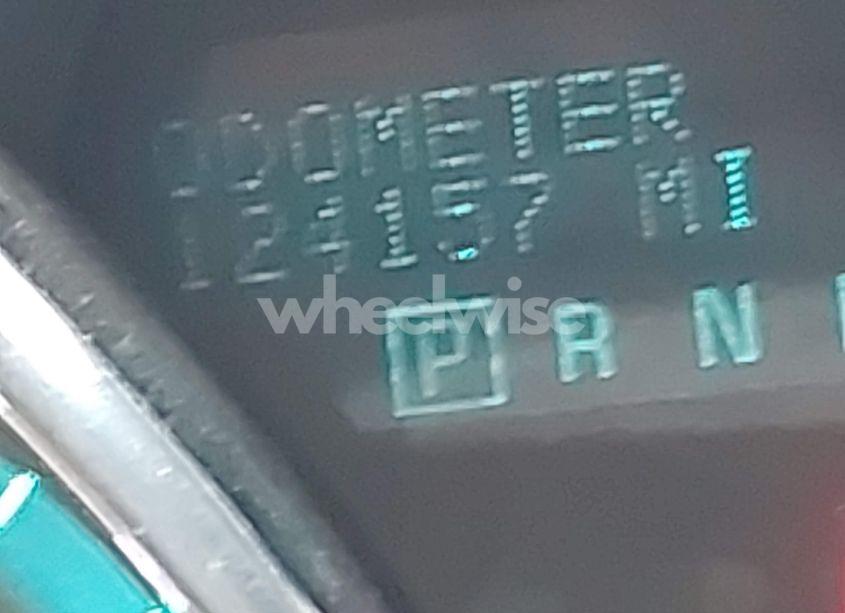 ODOMETER
124157 MI
wheelwise
P R N